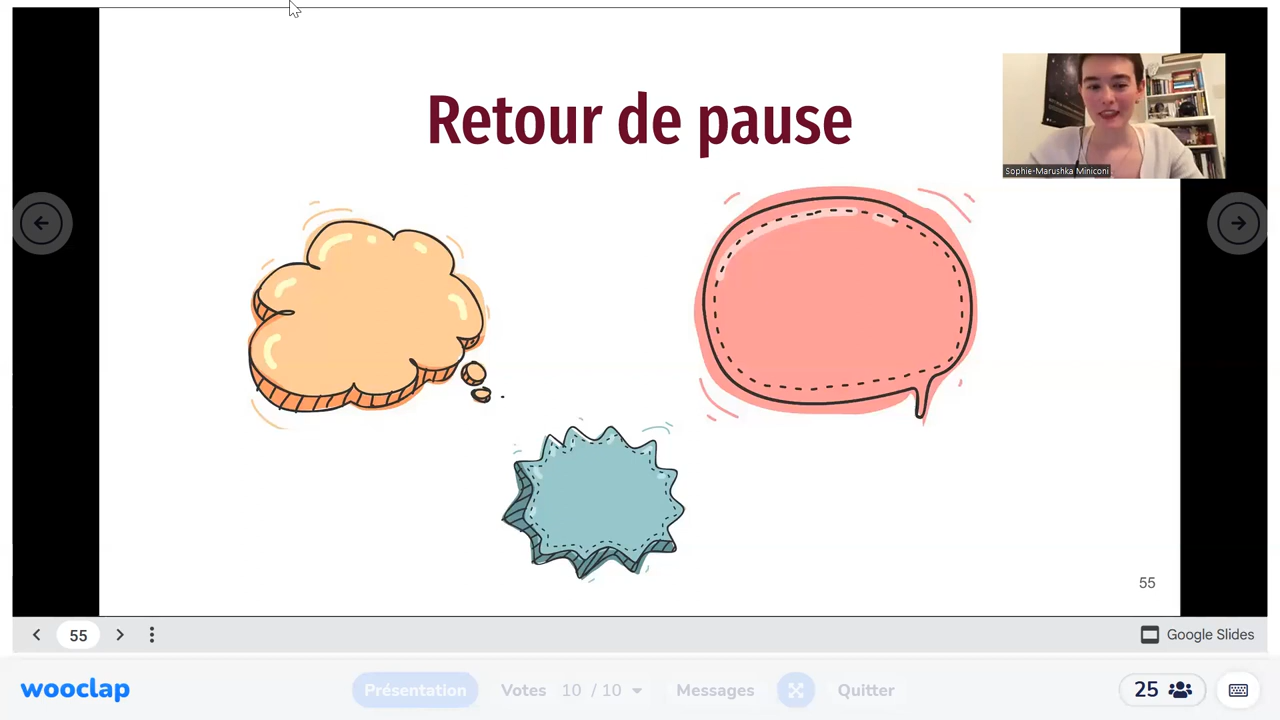 Retour de pause
Sophie-Marushka Miniconi
55
55
Google Slides
wooclap
Présentation
Votes 10 / 10
Messages
Quitter
25